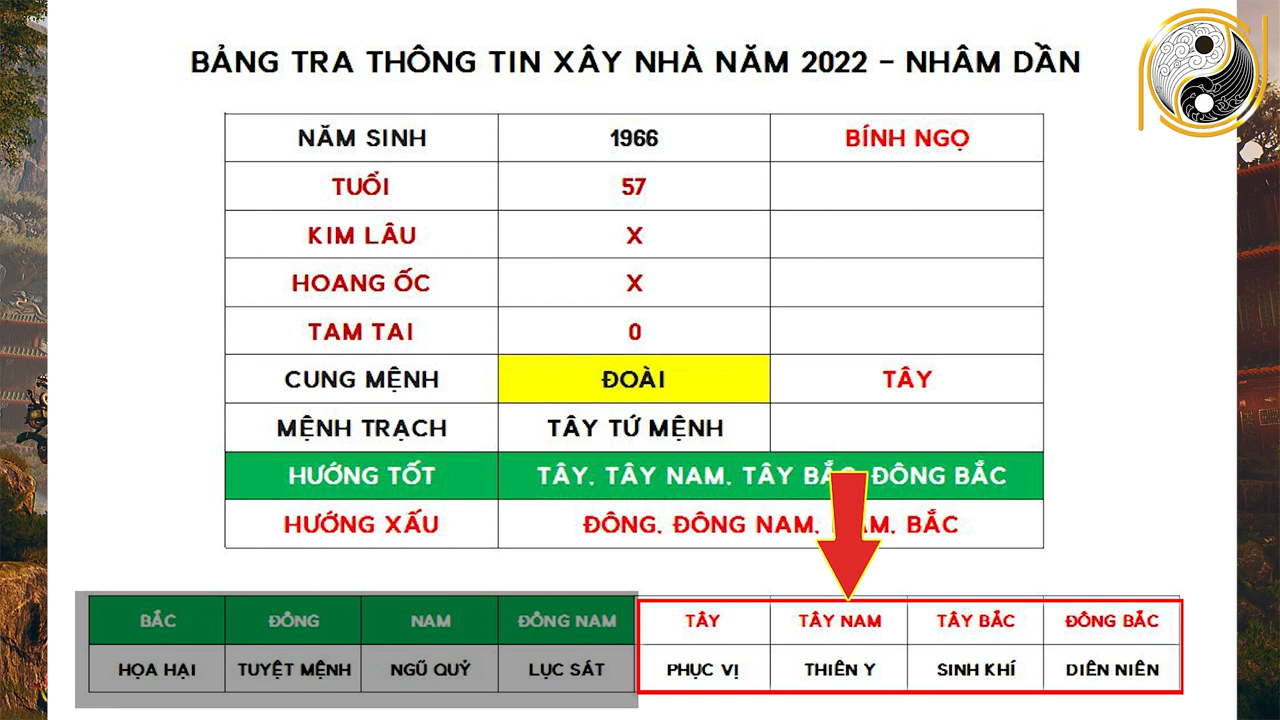 BẢNG TRA THÔNG TIN XÂY NHÀ NĂM 2022 - NHÂM DẦN
NĂM SINH 1966 BÍNH NGỌ
TUỔI 57
KIM LÂU X
HOANG ỐC X
TAM TAI 0
CUNG MỆNH ĐOÀI TÂY
MỆNH TRẠCH TÂY TỨ MỆNH
HƯỚNG TỐT TÂY, TÂY NAM, TÂY BẮC, ĐÔNG BẮC
HƯỚNG XẤU ĐÔNG, ĐÔNG NAM, NAM, BẮC
BẮC ĐÔNG NAM ĐÔNG NAM TÂY TÂY NAM TÂY BẮC ĐÔNG BẮC
HỌA HẠI TUYỆT MỆNH NGŨ QUỶ LỤC SÁT PHỤC VỊ THIÊN Y SINH KHÍ DIÊN NIÊN